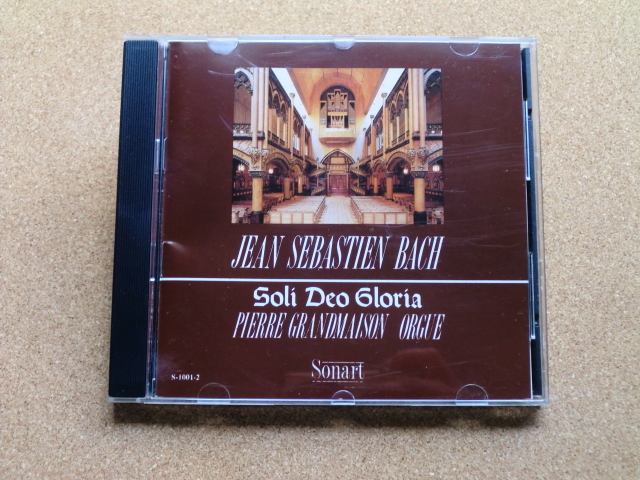 JEAN SEBASTIEN BACH
Soli Deo Gloria
PIERRE GRANDMAISON ORGUE
Sonart
S-1001-2